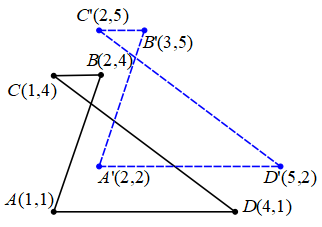 C'(2,5)
B'(3,5)
B(2,4)
C(1,4)
A'(2,2)
D'(5,2)
A(1,1)
D(4,1)